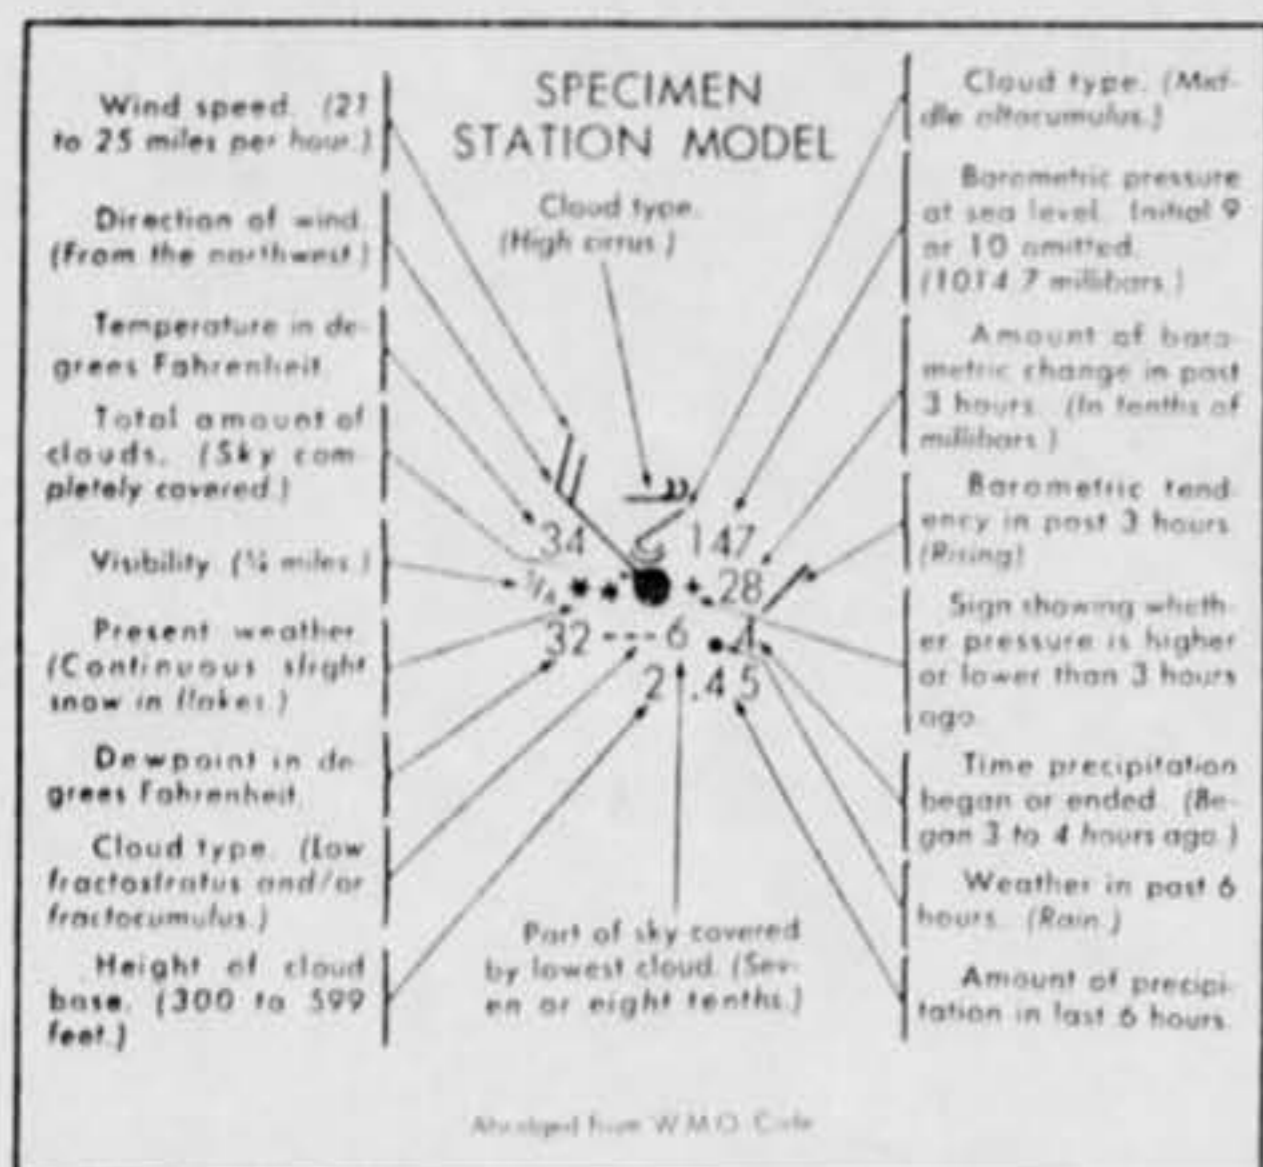 SPECIMEN
STATION MODEL
Wind speed. (21
to 25 miles per hour.)
Direction of wind.
(From the northwest.)
Temperature in de-
grees Fahrenheit.
Total amount of
clouds. (Sky com-
pletely covered.)
Visibility. (¾ miles.)
Present weather.
(Continuous slight
snow in flakes.)
Dewpoint in de-
grees Fahrenheit.
Cloud type. (Low
fractostratus and/or
fractocumulus.)
Height of cloud
base. (300 to 599
feet.)
Cloud type.
(High cirrus.)
34
147
¾
+ 28
32
6
.4
2
.45
Part of sky covered
by lowest cloud. (Sev-
en or eight tenths.)
Cloud type. (Mid-
dle altocumulus.)
Barometric pressure
at sea level. Initial 9
or 10 omitted.
(1014.7 millibars.)
Amount of baro-
metric change in past
3 hours. (In tenths of
millibars.)
Barometric tend-
ency in past 3 hours.
(Rising)
Sign showing wheth-
er pressure is higher
or lower than 3 hours
ago.
Time precipitation
began or ended. (Be-
gan 3 to 4 hours ago.)
Weather in past 6
hours. (Rain.)
Amount of precipi-
tation in last 6 hours.
Abridged from W.M.O. Code